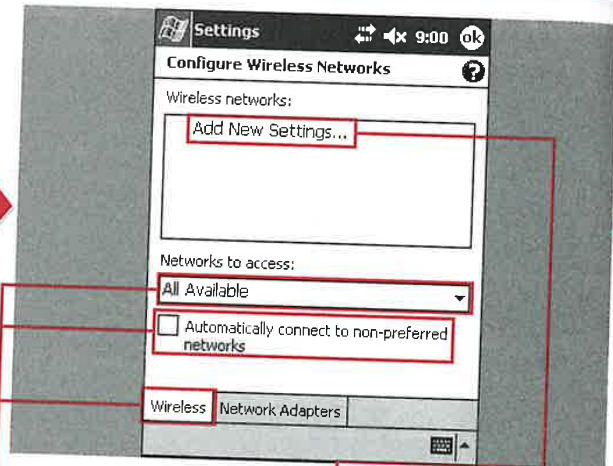 Settings 9:00 ok
Configure Wireless Networks ?
Wireless networks:
Add New Settings...
Networks to access:
All Available
Automatically connect to non-preferred
networks
Wireless Network Adapters